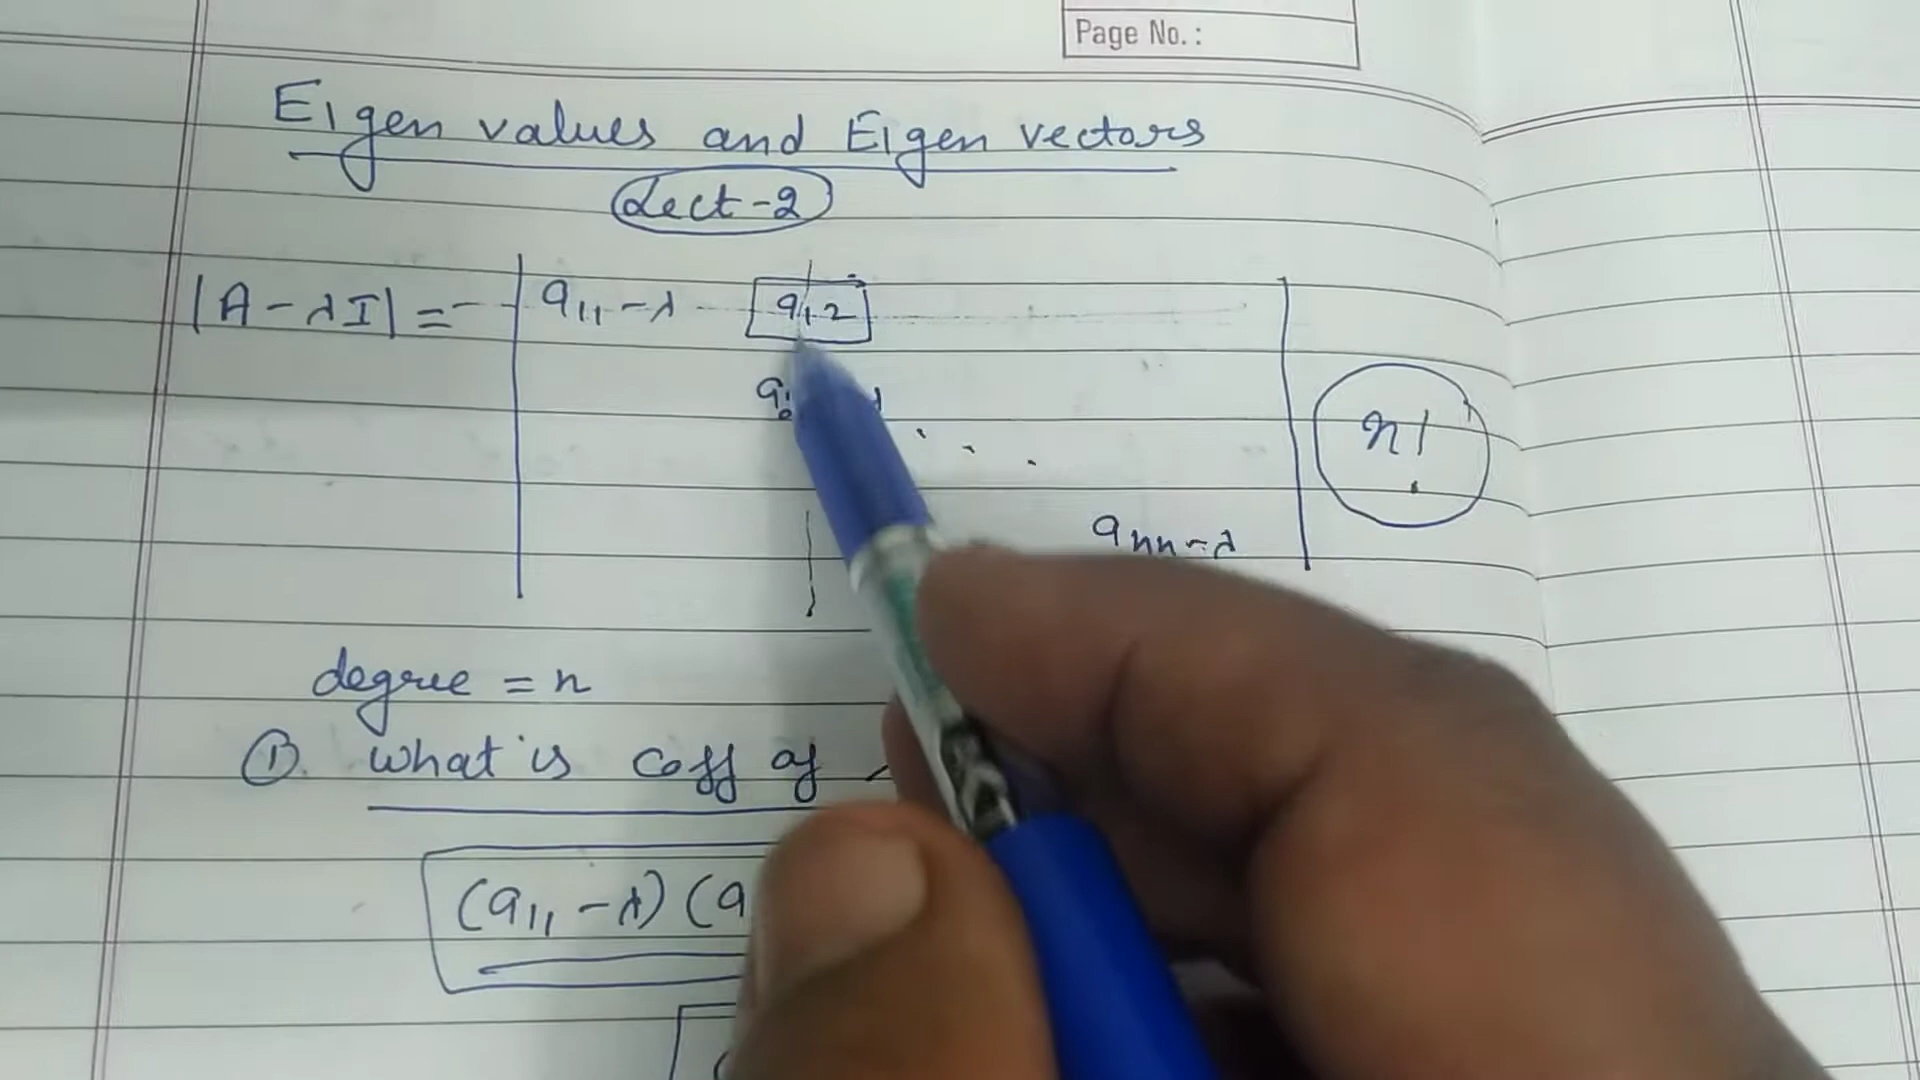 Page No. :
Eigen values and Eigen vectors
Lect-2
|A - λI| = a11-λ a12
n!
ann-λ
degree = n
① What is coff of
(a11-λ) (a